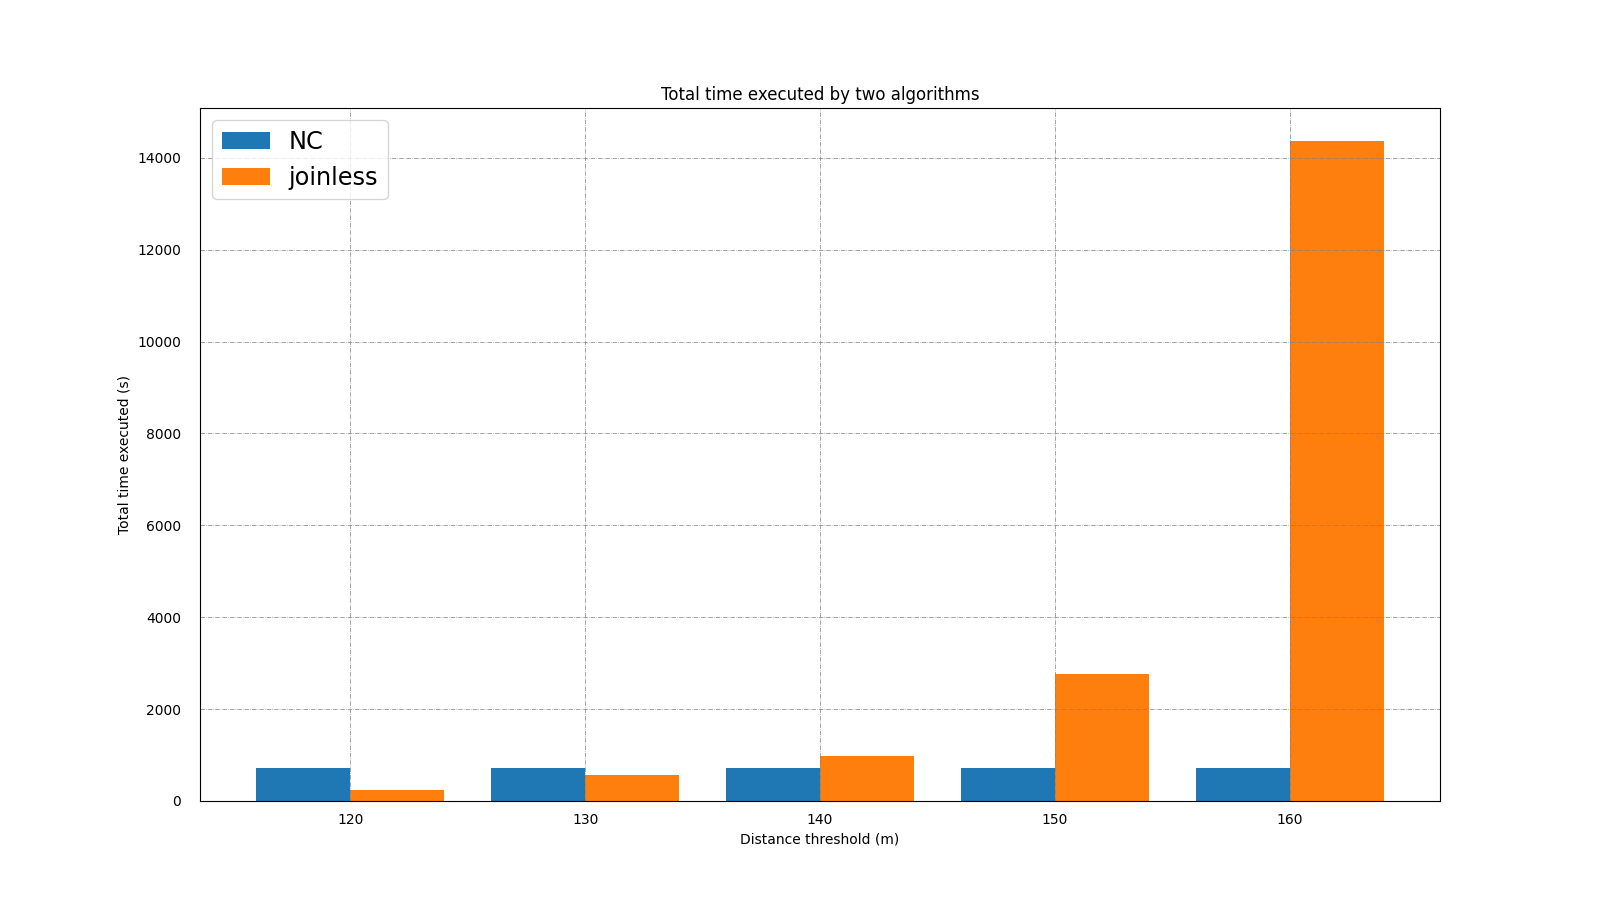 Total time executed by two algorithms
NC
joinless
14000
12000
10000
8000
6000
4000
2000
0
Total time executed (s)
120 130 140 150 160
Distance threshold (m)